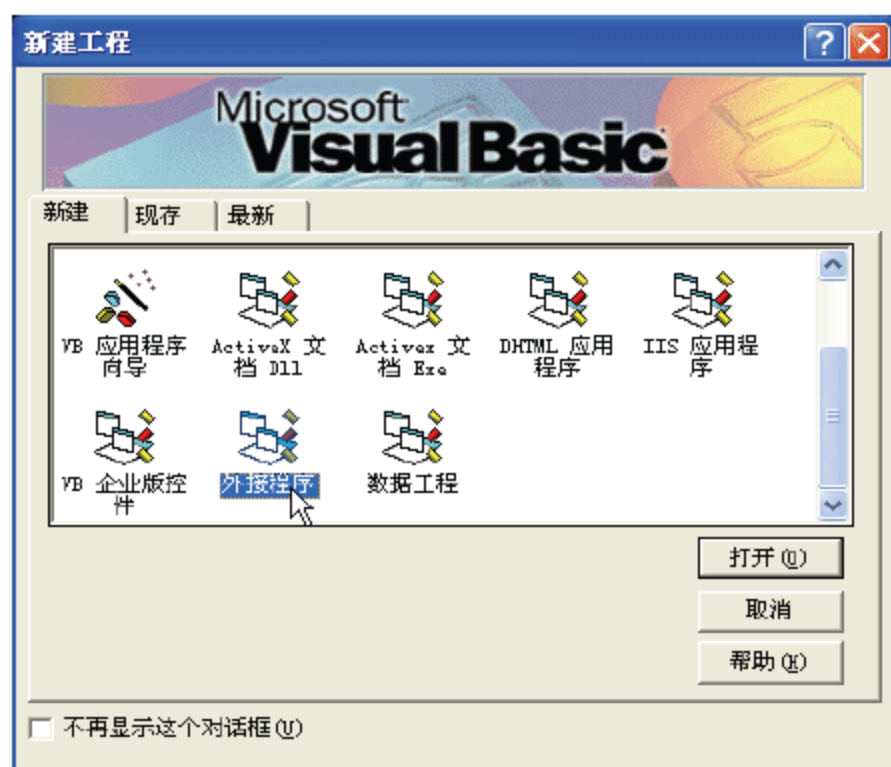 新建工程
Microsoft
Visual Basic
新建 现存 最新
VB 应用程序
向导
ActiveX 文
档 Dll
Activex 文
档 Exe
DHTML 应用
程序
IIS 应用程
序
VB 企业版控
件
外接程序
数据工程
打开(O)
取消
帮助(H)
不再显示这个对话框(U)